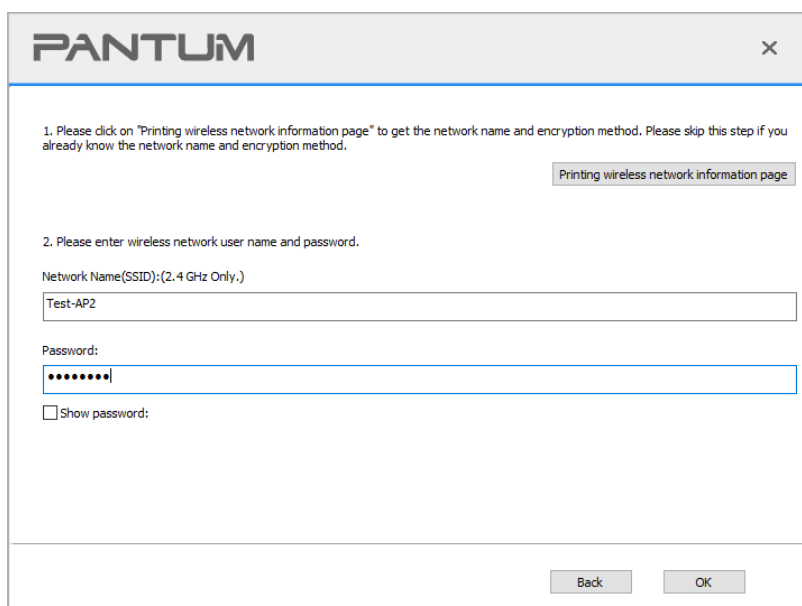 PANTUM
1. Please click on "Printing wireless network information page" to get the network name and encryption method. Please skip this step if you
already know the network name and encryption method.
Printing wireless network information page
2. Please enter wireless network user name and password.
Network Name(SSID):(2.4 GHz Only.)
Test-AP2
Password:
••••••••
Show password:
Back OK